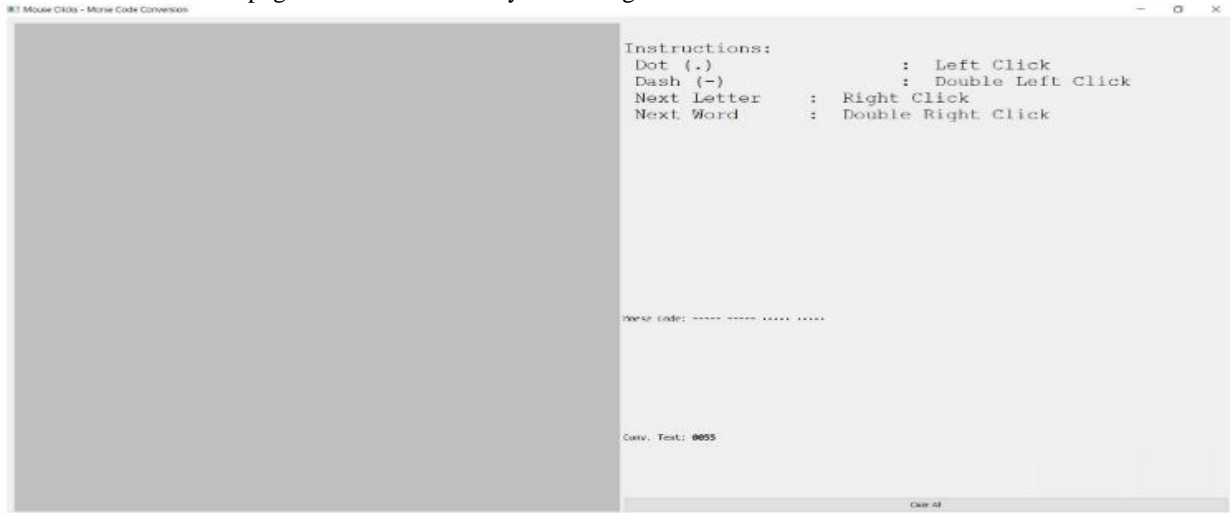 Mouse Clicks - Morse Code Conversion
Instructions:
Dot (.) : Left Click
Dash (-) : Double Left Click
Next Letter : Right Click
Next Word : Double Right Click
Morse Code: ----- ----- ..... .....
Conv. Text: 0055
Clear All